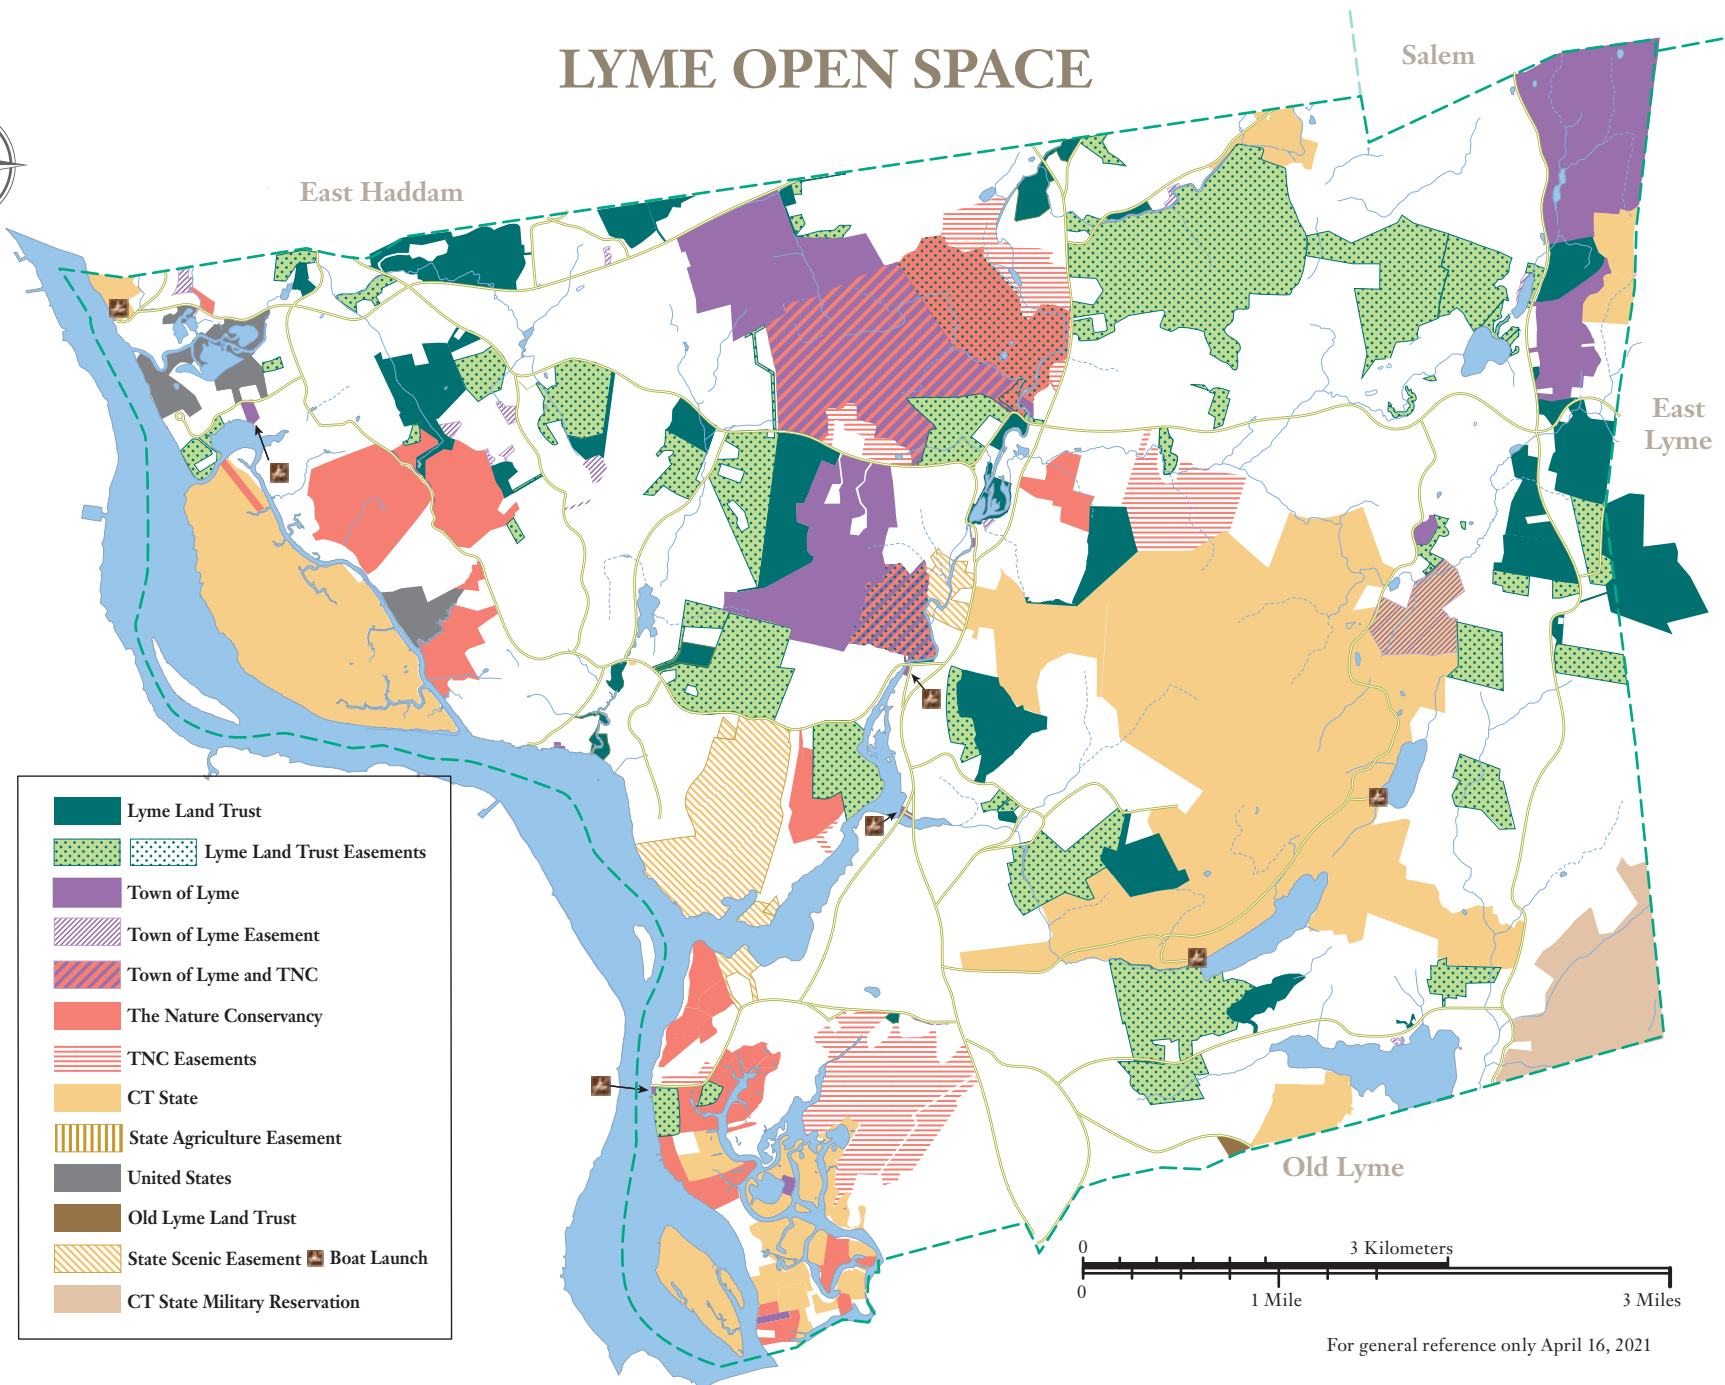 LYME OPEN SPACE
Salem
East Haddam
East
Lyme
Lyme Land Trust
Lyme Land Trust Easements
Town of Lyme
Town of Lyme Easement
Town of Lyme and TNC
The Nature Conservancy
TNC Easements
CT State
State Agriculture Easement
United States
Old Lyme Land Trust
State Scenic Easement Boat Launch
CT State Military Reservation
Old Lyme
0 3 Kilometers
0 1 Mile 3 Miles
For general reference only April 16, 2021